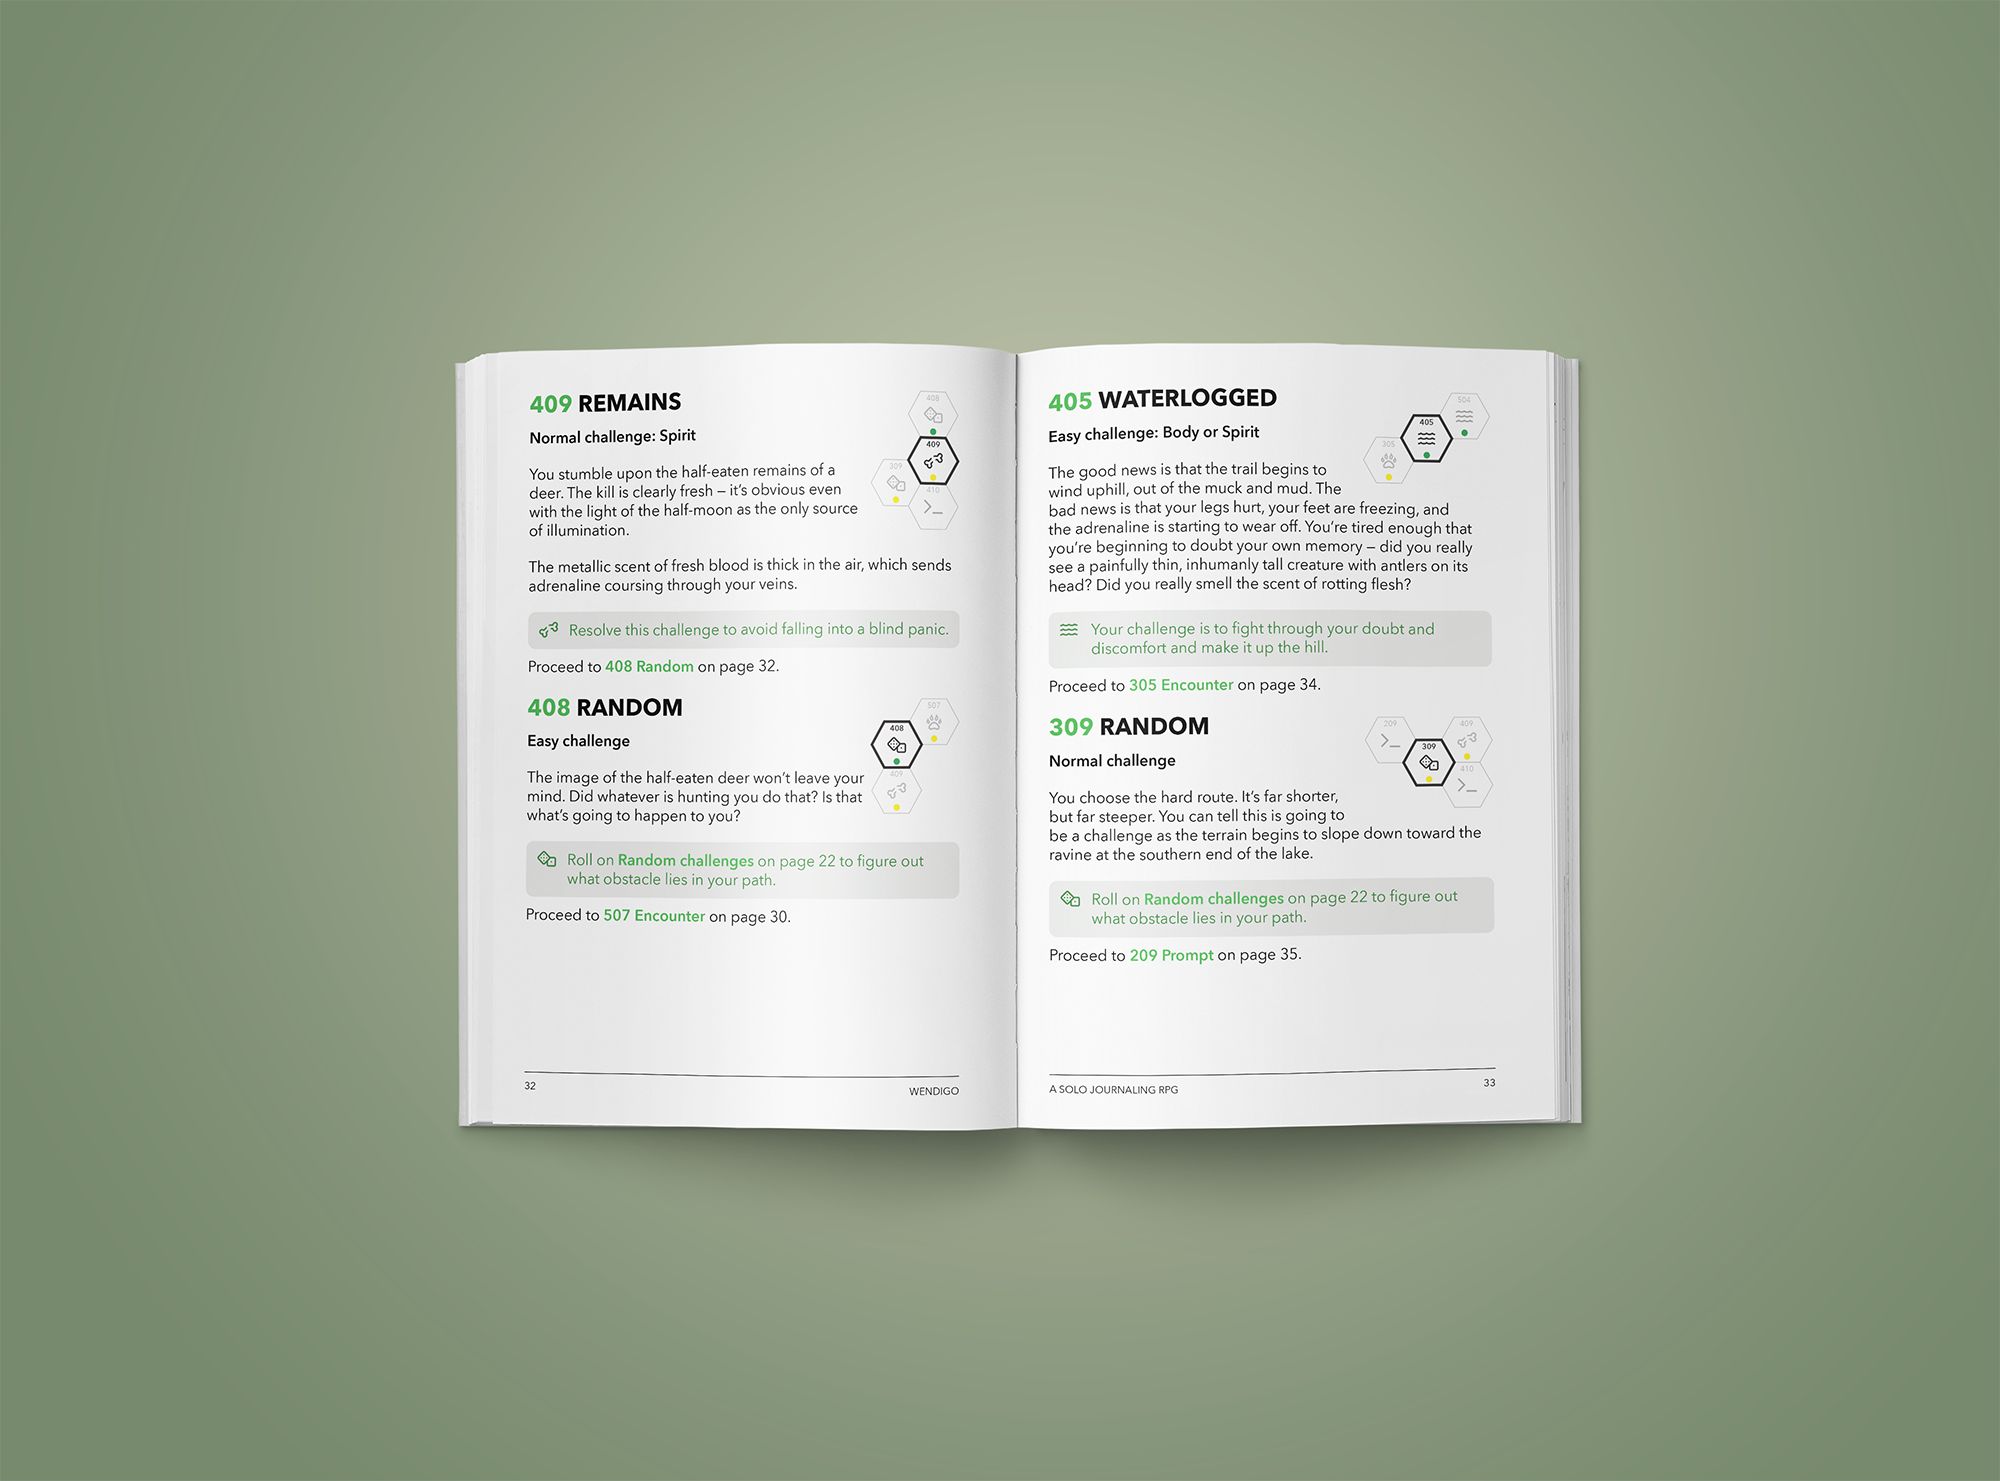 409 REMAINS
Normal challenge: Spirit
You stumble upon the half-eaten remains of a
deer. The kill is clearly fresh – it's obvious even
with the light of the half-moon as the only source
of illumination.
The metallic scent of fresh blood is thick in the air, which sends
adrenaline coursing through your veins.
408
409
309
410
Resolve this challenge to avoid falling into a blind panic.
Proceed to 408 Random on page 32.
408 RANDOM
Easy challenge
The image of the half-eaten deer won't leave your
mind. Did whatever is hunting you do that? Is that
what's going to happen to you?
507
408
409
Roll on Random challenges on page 22 to figure out
what obstacle lies in your path.
Proceed to 507 Encounter on page 30.
32
WENDIGO
405 WATERLOGGED
Easy challenge: Body or Spirit
The good news is that the trail begins to
wind uphill, out of the muck and mud. The
bad news is that your legs hurt, your feet are freezing, and
the adrenaline is starting to wear off. You're tired enough that
you're beginning to doubt your own memory – did you really
see a painfully thin, inhumanly tall creature with antlers on its
head? Did you really smell the scent of rotting flesh?
504
405
305
Your challenge is to fight through your doubt and
discomfort and make it up the hill.
Proceed to 305 Encounter on page 34.
309 RANDOM
Normal challenge
You choose the hard route. It's far shorter,
but far steeper. You can tell this is going to
be a challenge as the terrain begins to slope down toward the
ravine at the southern end of the lake.
209
409
309
410
Roll on Random challenges on page 22 to figure out
what obstacle lies in your path.
Proceed to 209 Prompt on page 35.
A SOLO JOURNALING RPG
33